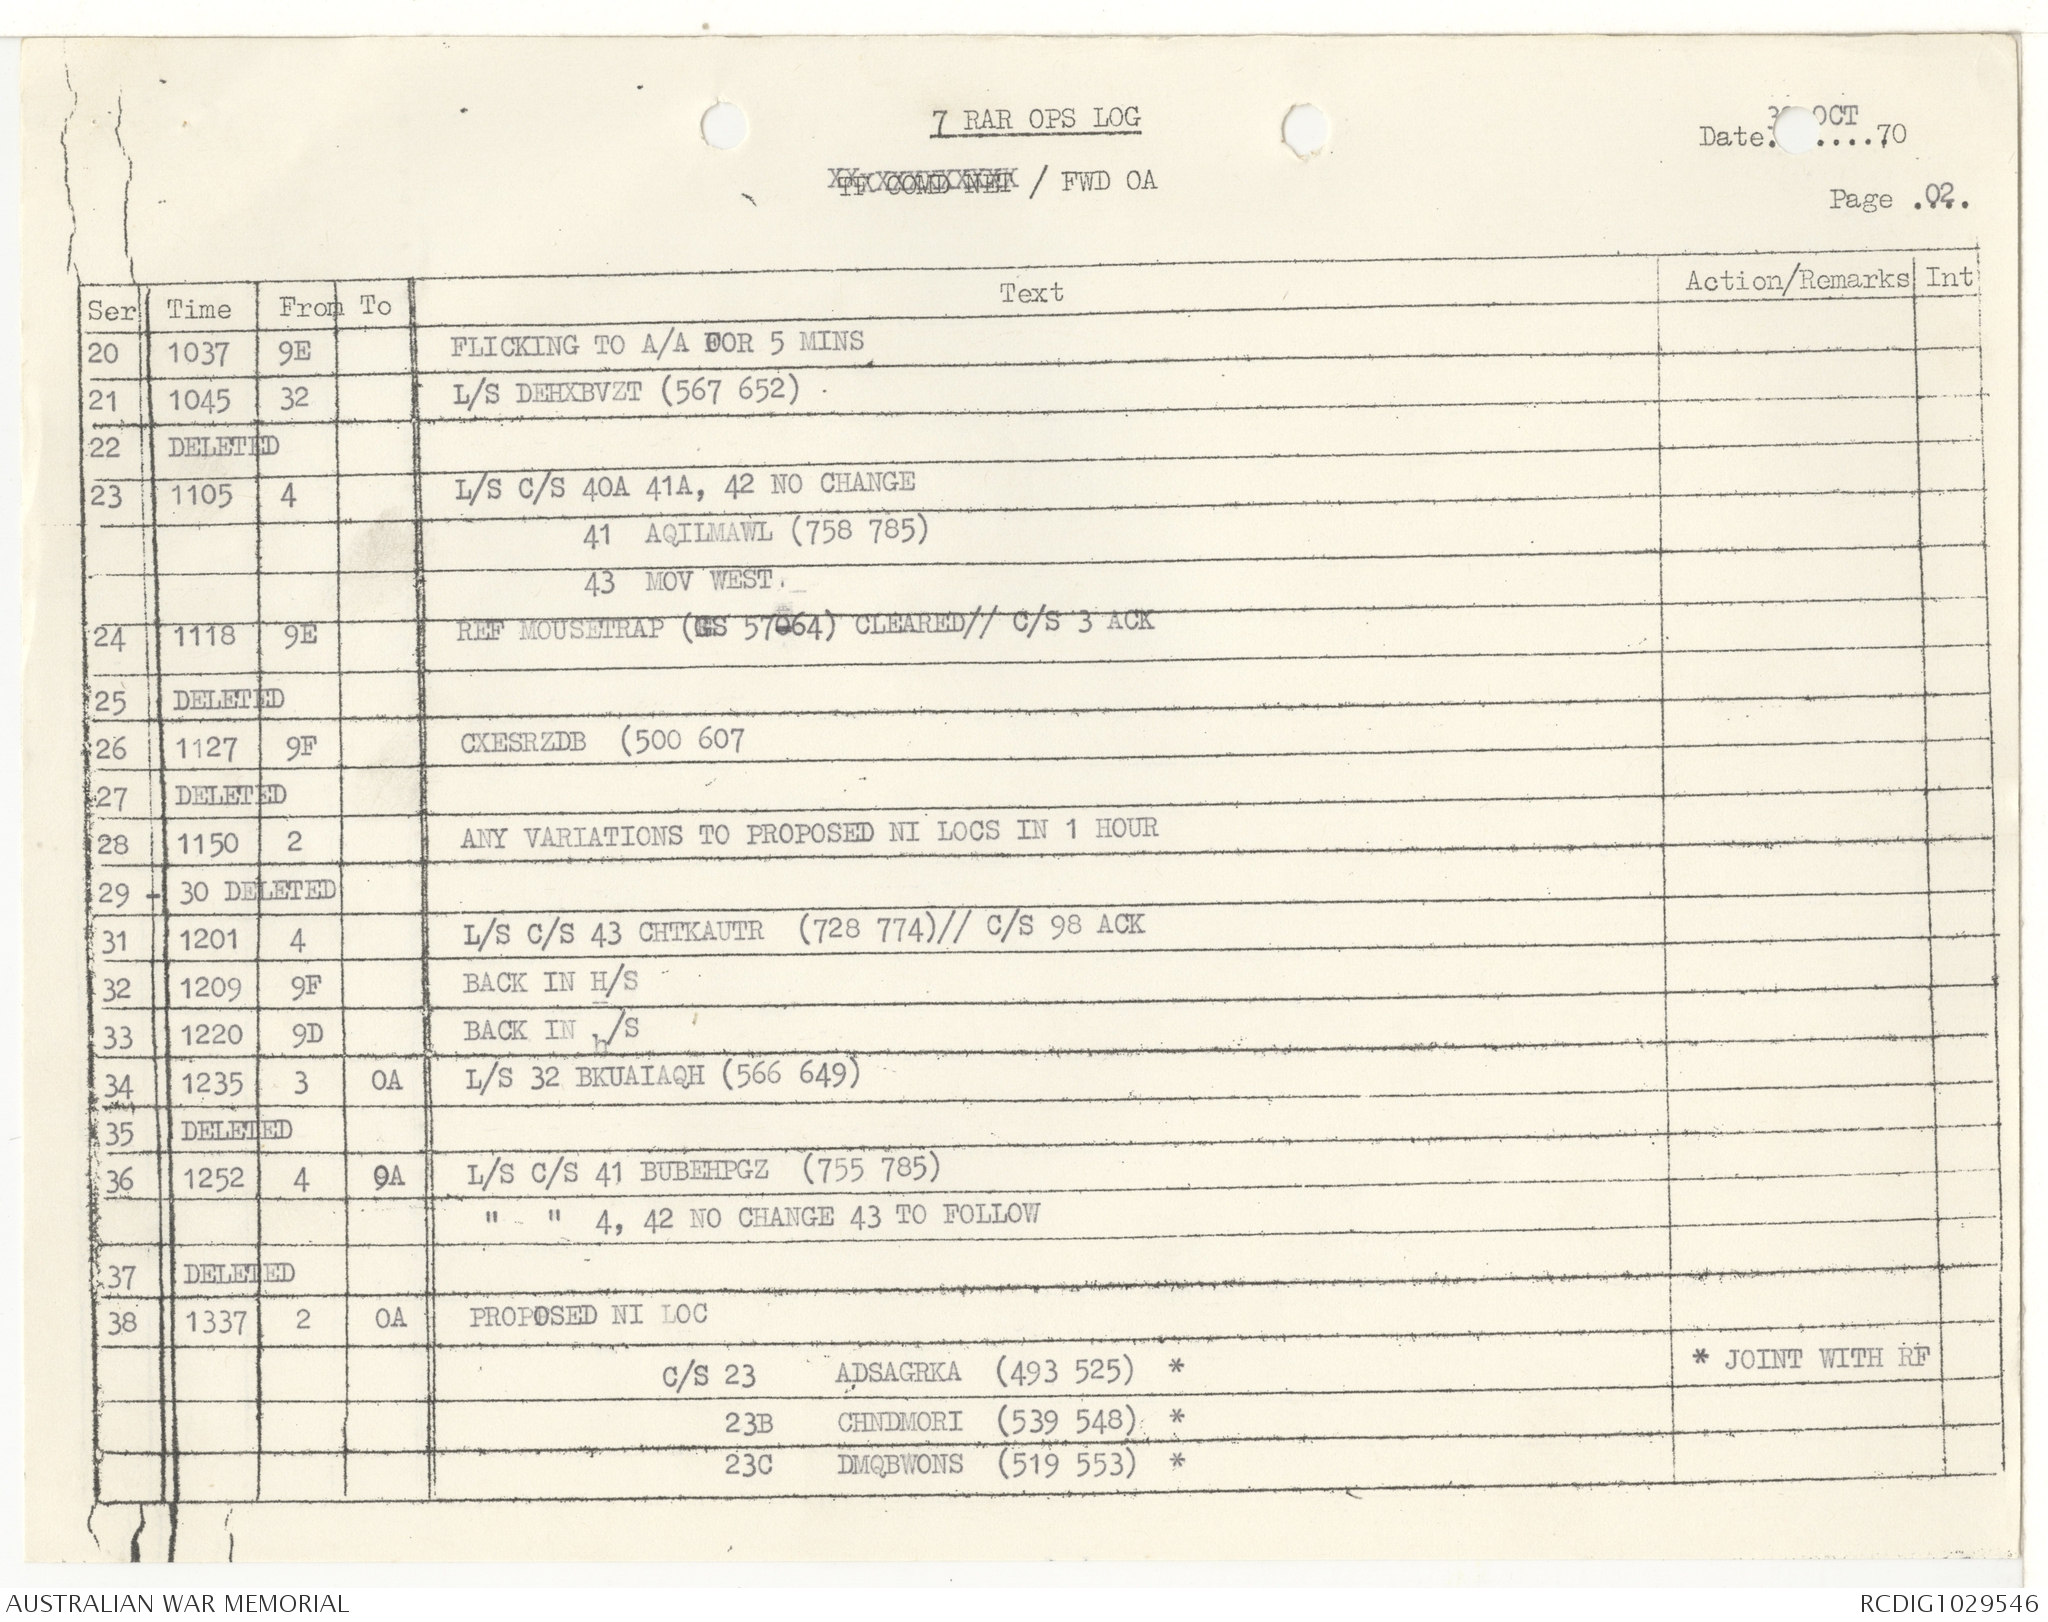 7 RAR OPS LOG
OCT
Date......70
TF COMD NET / FWD 0A
Page .02.
Ser Time From To Text Action/Remarks Int
20 1037 9E FLICKING TO A/A FOR 5 MINS
21 1045 32 L/S DEHXBVZT (567 652)
22 DELETED
23 1105 4 L/S C/S 40A 41A, 42 NO CHANGE
41 AQILMAWL (758 785)
43 MOV WEST.
24 1118 9E REF MOUSETRAP (GS 57064) CLEARED// C/S 3 ACK
25 DELETED
26 1127 9F CXESRZDB (500 607
27 DELETED
28 1150 2 ANY VARIATIONS TO PROPOSED NI LOCS IN 1 HOUR
29 - 30 DELETED
31 1201 4 L/S C/S 43 CHTKAUTR (728 774)// C/S 98 ACK
32 1209 9F BACK IN H/S
33 1220 9D BACK IN h/S
34 1235 3 0A L/S 32 BKUAIAQH (566 649)
35 DELETED
36 1252 4 9A L/S C/S 41 BUBEHPGZ (755 785)
" - " 4, 42 NO CHANGE 43 TO FOLLOW
37 DELETED
38 1337 2 0A PROPOSED NI LOC
C/S 23 ADSAGRKA (493 525) * * JOINT WITH RF
23B CHNDMORI (539 548) *
23C DMQBWONS (519 553) *
AUSTRALIAN WAR MEMORIAL
RCDIG1029546